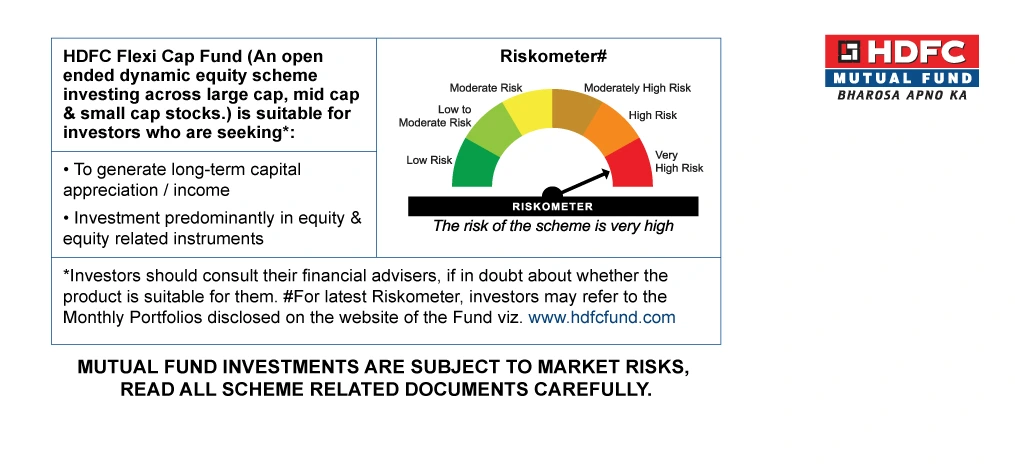 HDFC Flexi Cap Fund (An open
ended dynamic equity scheme
investing across large cap, mid cap
& small cap stocks.) is suitable for
investors who are seeking*:
• To generate long-term capital
appreciation / income
• Investment predominantly in equity &
equity related instruments
Riskometer#
Moderate Risk
Moderately High Risk
Low to
Moderate Risk
High Risk
Low Risk
Very
High Risk
RISKOMETER
The risk of the scheme is very high
*Investors should consult their financial advisers, if in doubt about whether the
product is suitable for them. #For latest Riskometer, investors may refer to the
Monthly Portfolios disclosed on the website of the Fund viz. www.hdfcfund.com
MUTUAL FUND INVESTMENTS ARE SUBJECT TO MARKET RISKS,
READ ALL SCHEME RELATED DOCUMENTS CAREFULLY.
HDFC
MUTUAL FUND
BHAROSA APNO KA